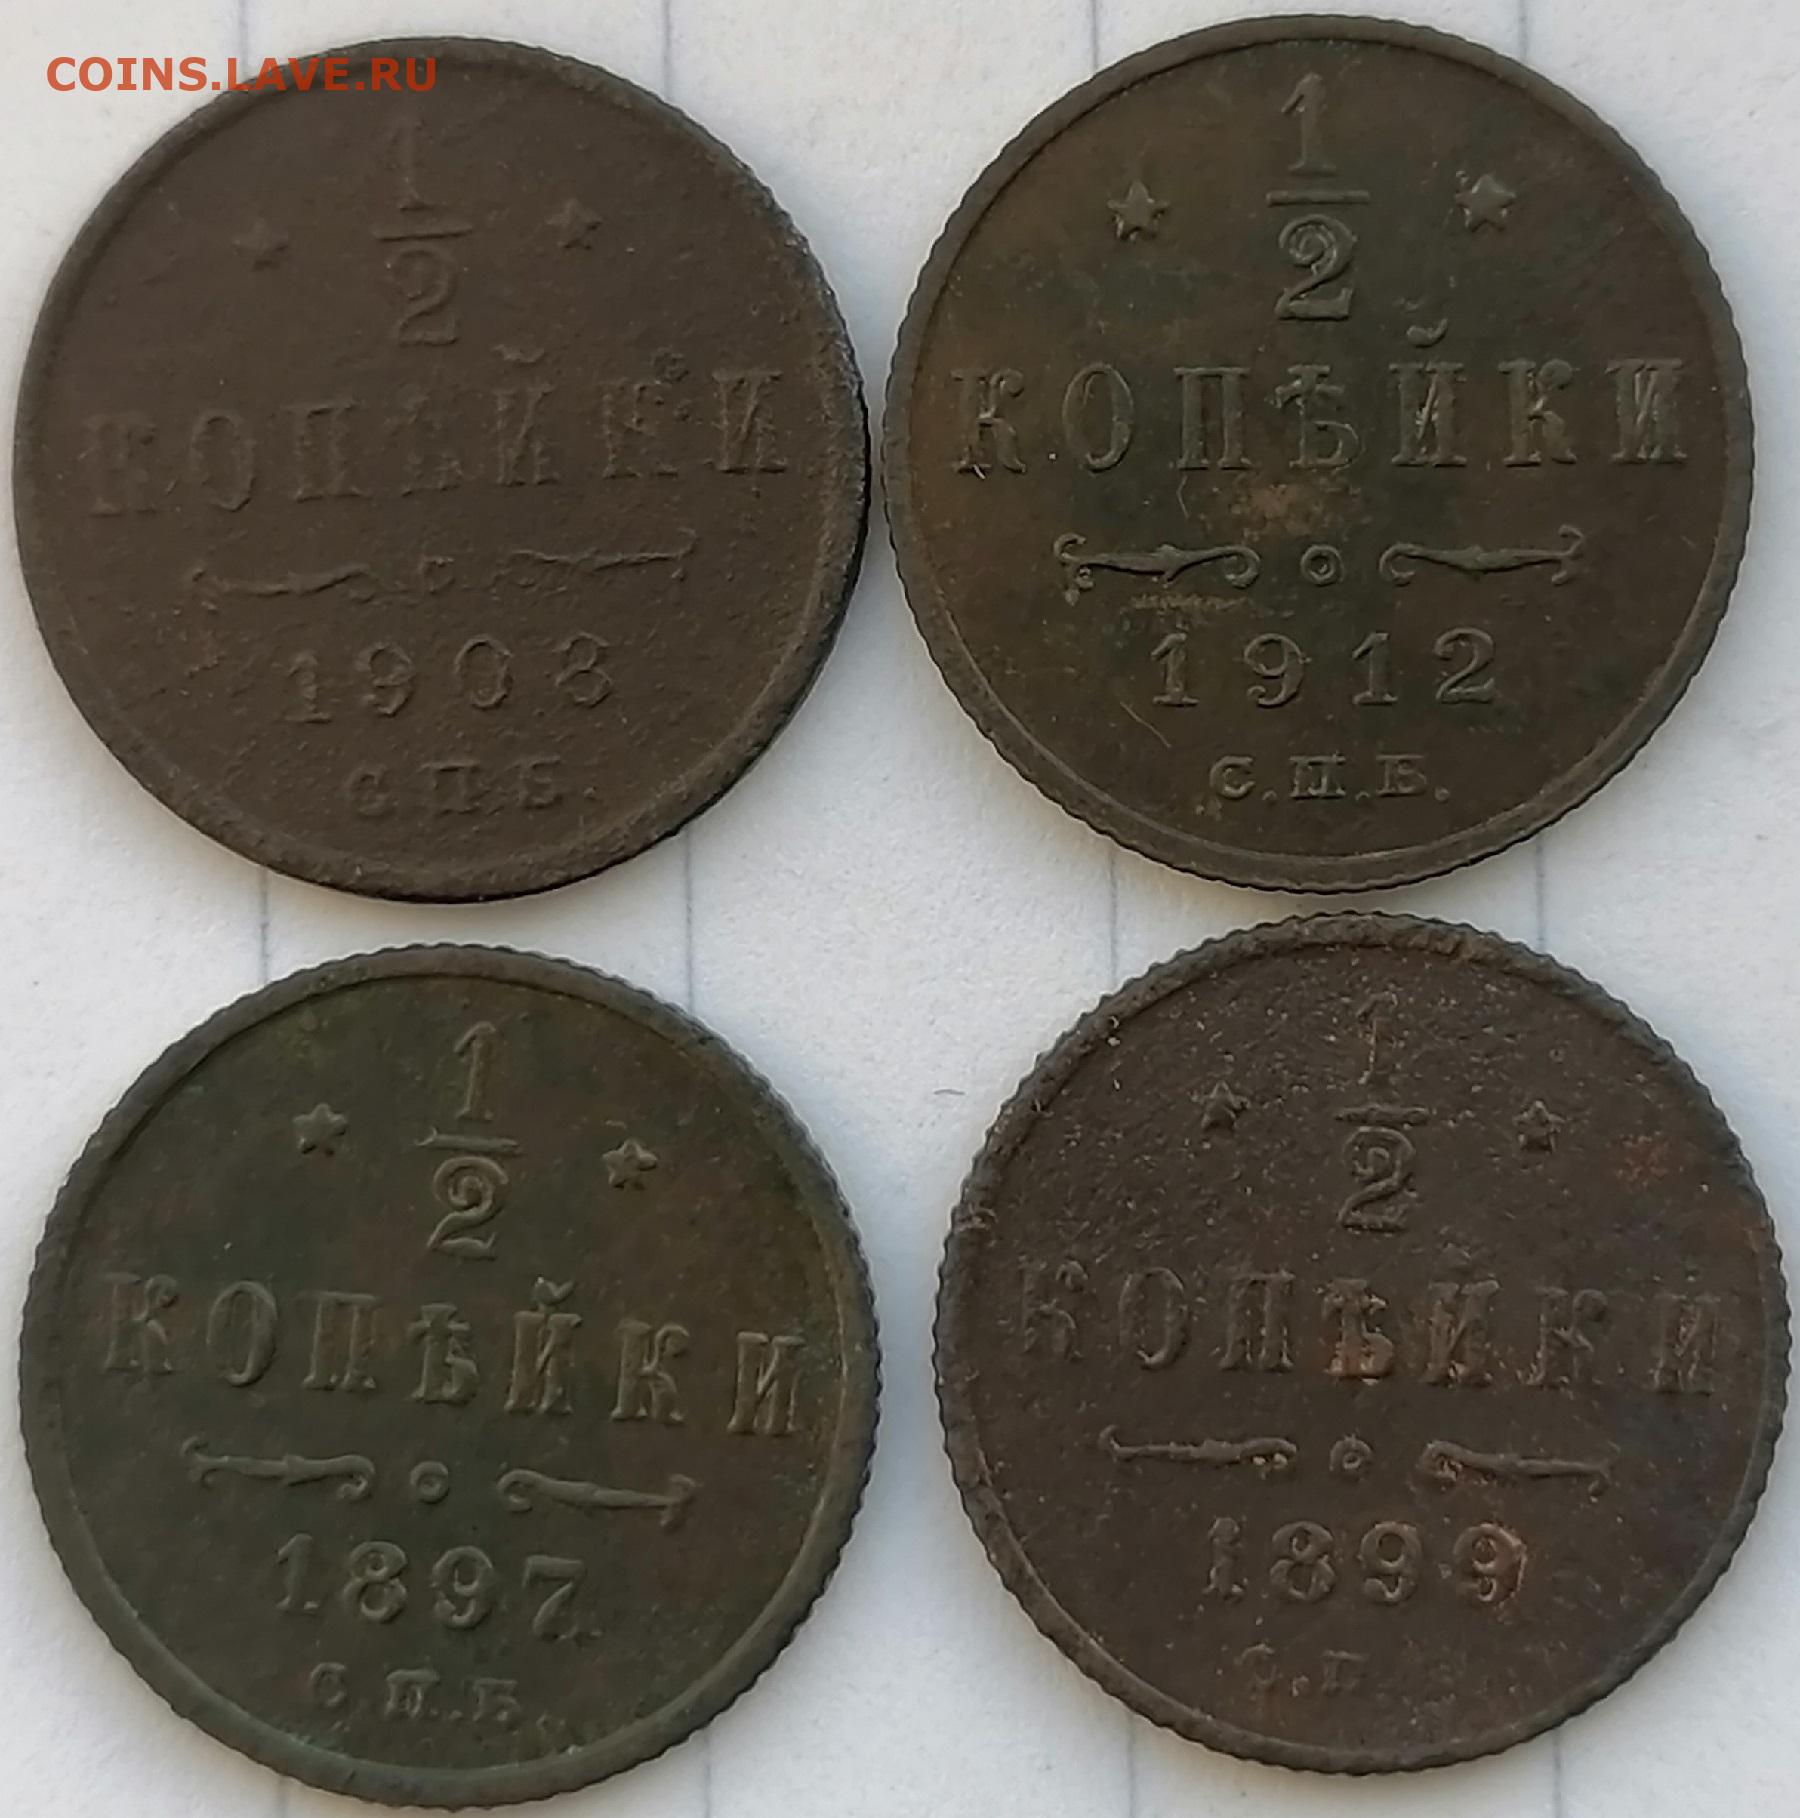 COINS.LAVE.RU
1
2
КОПѢЙКИ
1908
С.П.Б.
1
2
КОПѢЙКИ
1912
С.П.Б.
1
2
КОПѢЙКИ
1897
С.П.Б.
1
2
КОПѢЙКИ
1899
С.П.